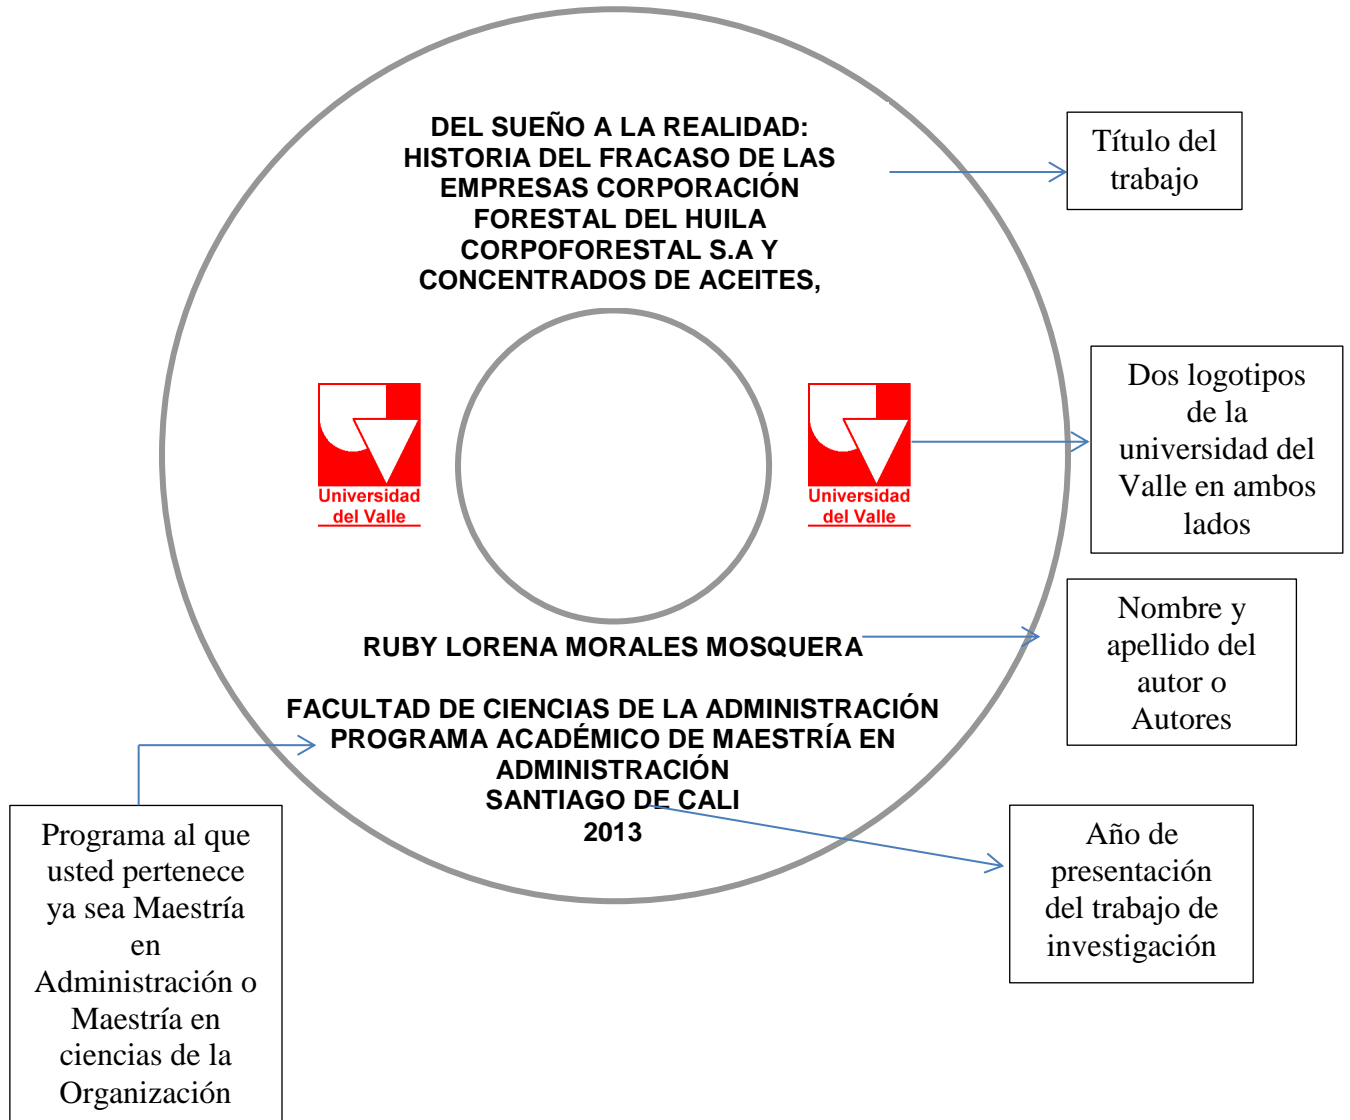 DEL SUEÑO A LA REALIDAD:
HISTORIA DEL FRACASO DE LAS
EMPRESAS CORPORACIÓN
FORESTAL DEL HUILA
CORPOFORESTAL S.A Y
CONCENTRADOS DE ACEITES,
Título del
trabajo
Universidad
del Valle
Universidad
del Valle
Dos logotipos
de la
universidad del
Valle en ambos
lados
RUBY LORENA MORALES MOSQUERA
Nombre y
apellido del
autor o
Autores
FACULTAD DE CIENCIAS DE LA ADMINISTRACIÓN
PROGRAMA ACADÉMICO DE MAESTRÍA EN
ADMINISTRACIÓN
SANTIAGO DE CALI
2013
Programa al que
usted pertenece
ya sea Maestría
en
Administración o
Maestría en
ciencias de la
Organización
Año de
presentación
del trabajo de
investigación